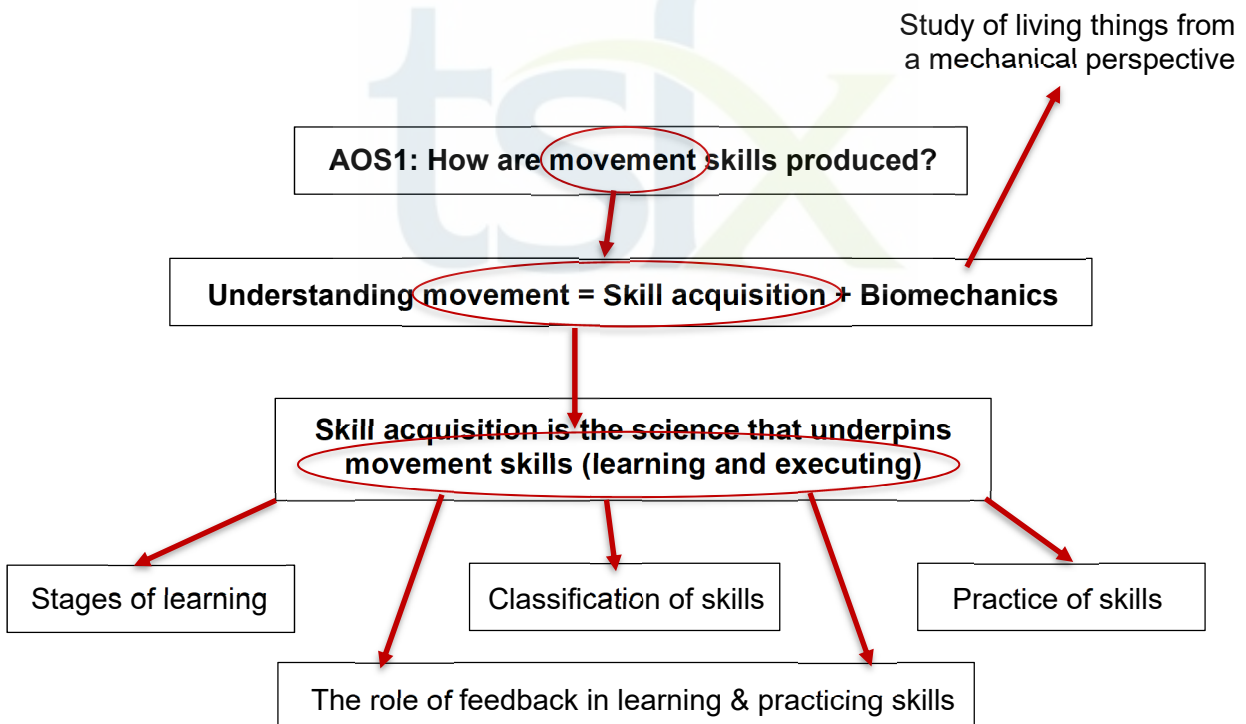 Study of living things from
a mechanical perspective
AOS1: How are movement skills produced?
Understanding movement = Skill acquisition + Biomechanics
Skill acquisition is the science that underpins
movement skills (learning and executing)
Stages of learning
Classification of skills
Practice of skills
The role of feedback in learning & practicing skills